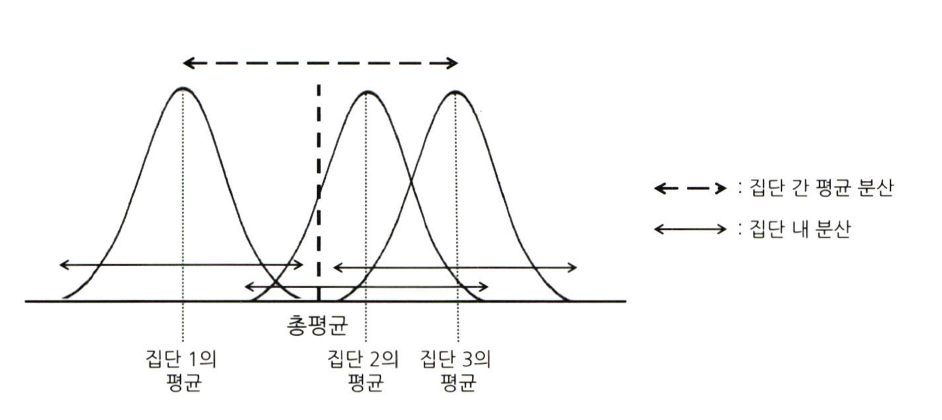 : 집단 간 평균 분산
: 집단 내 분산
총평균
집단 1의
평균
집단 2의
평균
집단 3의
평균